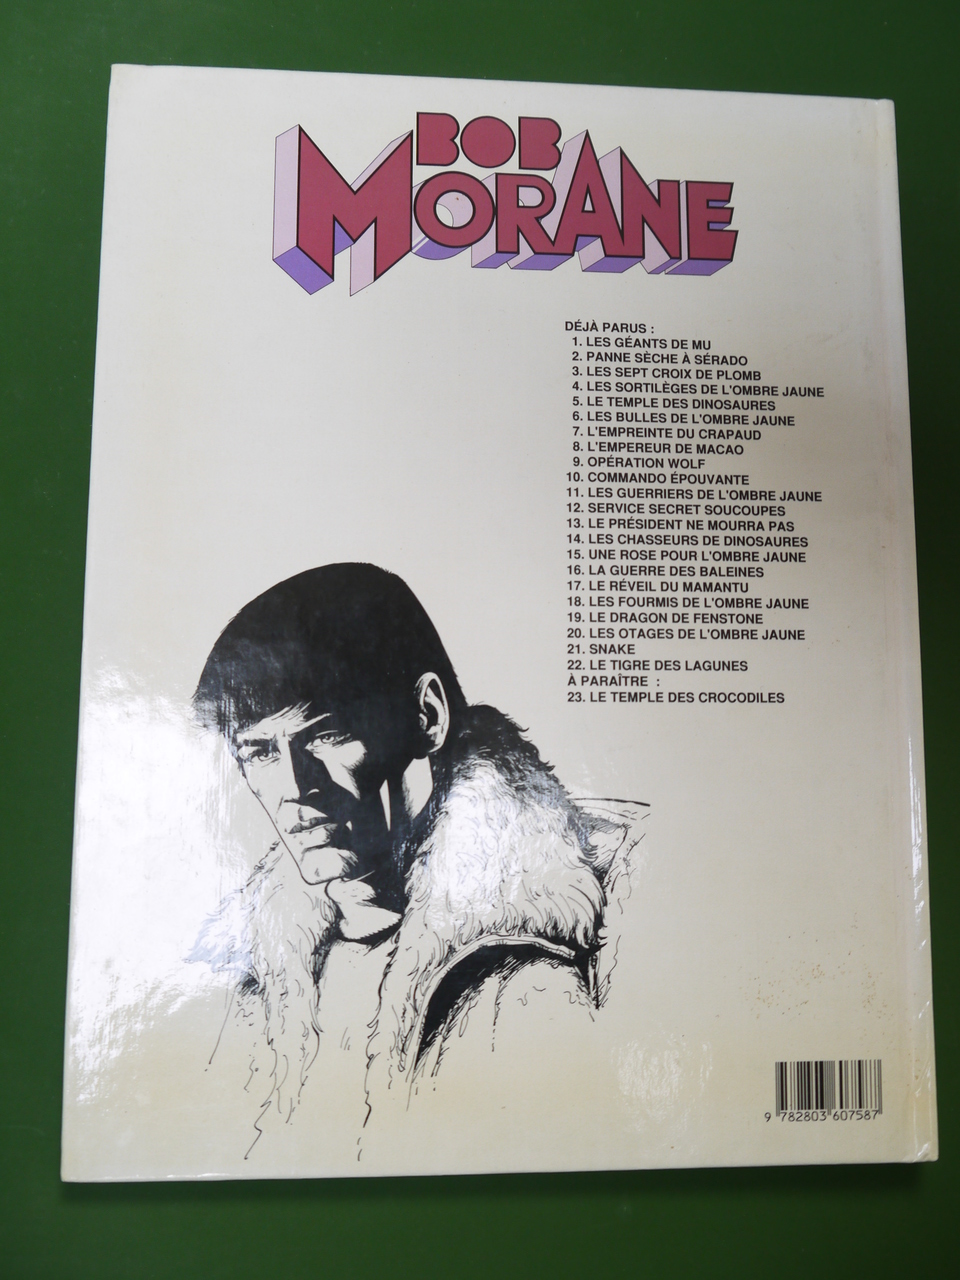 BOB
MORANE
DÉJÀ PARUS :
1. LES GÉANTS DE MU
2. PANNE SÈCHE À SÉRADO
3. LES SEPT CROIX DE PLOMB
4. LES SORTILÈGES DE L'OMBRE JAUNE
5. LE TEMPLE DES DINOSAURES
6. LES BULLES DE L'OMBRE JAUNE
7. L'EMPREINTE DU CRAPAUD
8. L'EMPEREUR DE MACAO
9. OPÉRATION WOLF
10. COMMANDO ÉPOUVANTE
11. LES GUERRIERS DE L'OMBRE JAUNE
12. SERVICE SECRET SOUCOUPES
13. LE PRÉSIDENT NE MOURRA PAS
14. LES CHASSEURS DE DINOSAURES
15. UNE ROSE POUR L'OMBRE JAUNE
16. LA GUERRE DES BALEINES
17. LE RÉVEIL DU MAMANTU
18. LES FOURMIS DE L'OMBRE JAUNE
19. LE DRAGON DE FENSTONE
20. LES OTAGES DE L'OMBRE JAUNE
21. SNAKE
22. LE TIGRE DES LAGUNES
À PARAÎTRE :
23. LE TEMPLE DES CROCODILES
9 782803 607587